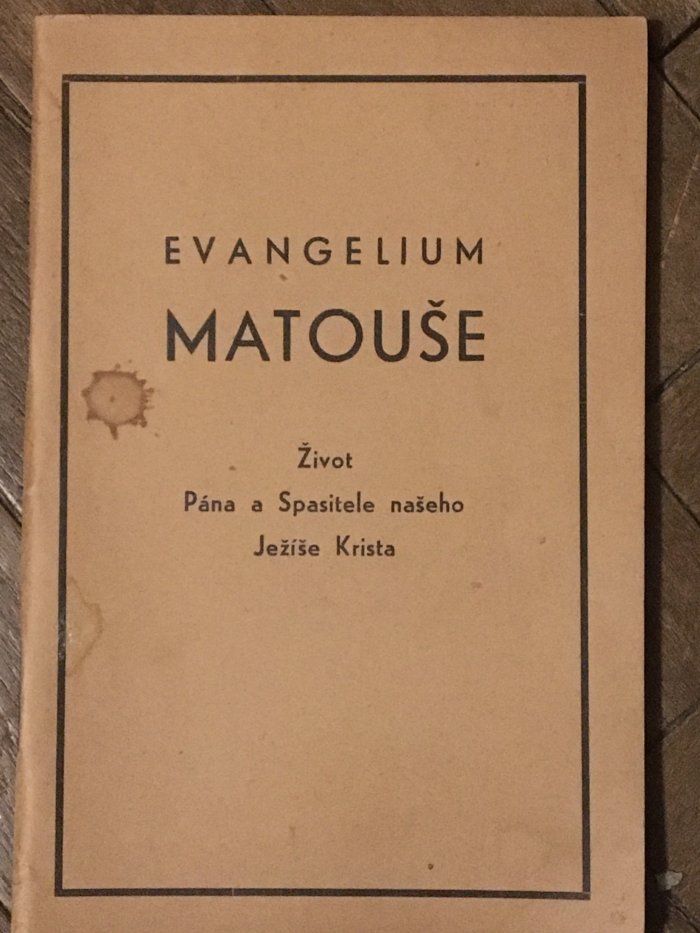 EVANGELIUM
MATOUŠE
Život
Pána a Spasitele našeho
Ježíše Krista